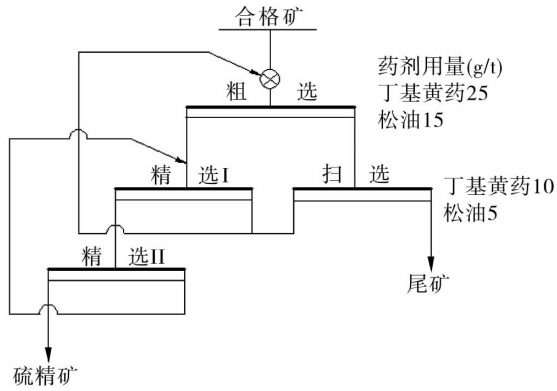 合格矿
药剂用量(g/t)
丁基黄药25
松油15
粗 选
精 选I
扫 选
丁基黄药10
松油5
精 选II
尾矿
硫精矿